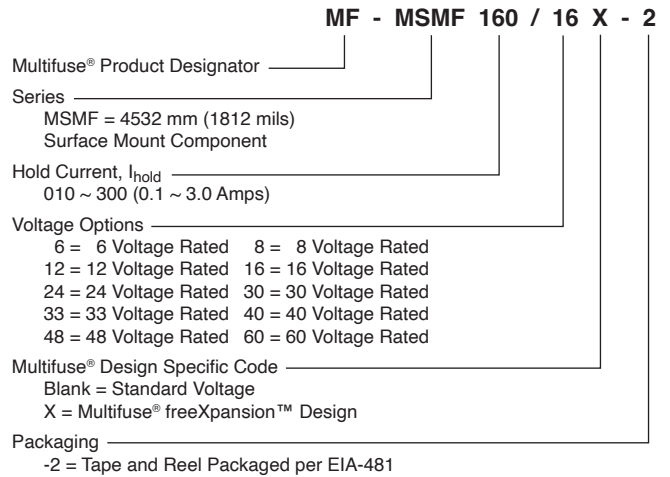 MF - MSMF 160 / 16 X - 2
Multifuse® Product Designator
Series
MSMF = 4532 mm (1812 mils)
Surface Mount Component
Hold Current, Ihold
010 ~ 300 (0.1 ~ 3.0 Amps)
Voltage Options
6 = 6 Voltage Rated 8 = 8 Voltage Rated
12 = 12 Voltage Rated 16 = 16 Voltage Rated
24 = 24 Voltage Rated 30 = 30 Voltage Rated
33 = 33 Voltage Rated 40 = 40 Voltage Rated
48 = 48 Voltage Rated 60 = 60 Voltage Rated
Multifuse® Design Specific Code
Blank = Standard Voltage
X = Multifuse® freeXpansion™ Design
Packaging
-2 = Tape and Reel Packaged per EIA-481